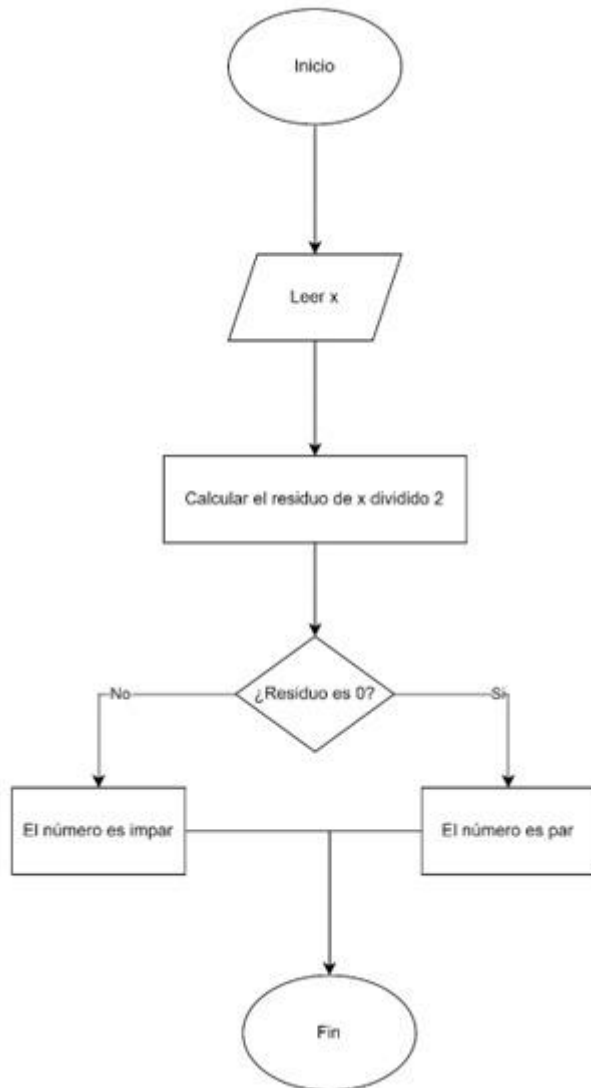 Inicio
Leer x
Calcular el residuo de x dividido 2
¿Residuo es 0?
No
Si
El número es impar
El número es par
Fin